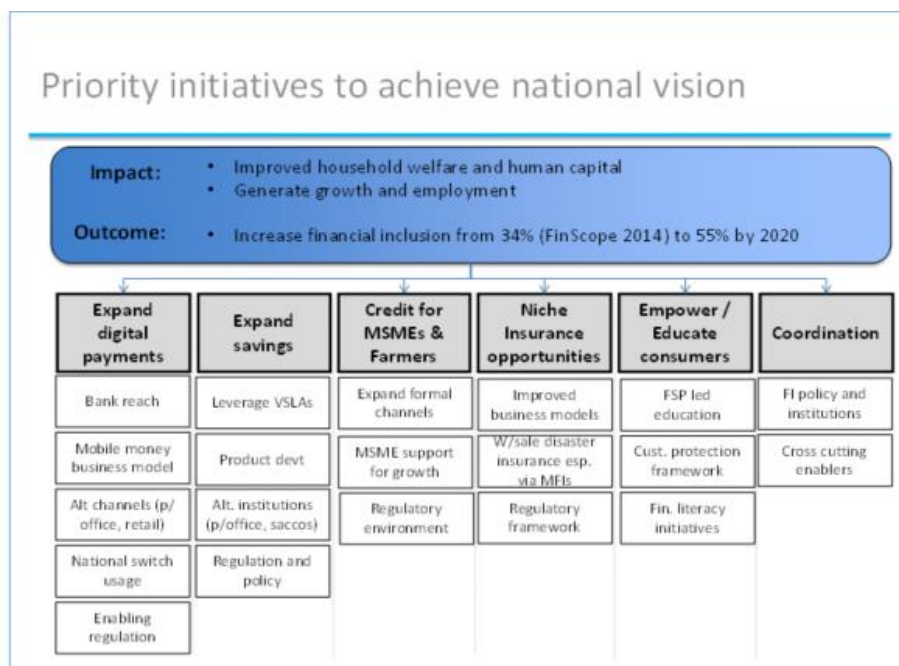 Priority initiatives to achieve national vision
Impact:
• Improved household welfare and human capital
• Generate growth and employment
Outcome:
• Increase financial inclusion from 34% (FinScope 2014) to 55% by 2020
Expand
digital
payments
Bank reach
Mobile money
business model
Alt channels (p/
office, retail)
National switch
usage
Enabling
regulation
Expand
savings
Leverage VSLAs
Product devt
Alt. institutions
(p/office, saccos)
Regulation and
policy
Credit for
MSMEs &
Farmers
Expand formal
channels
MSME support
for growth
Regulatory
environment
Niche
Insurance
opportunities
Improved
business models
W/sale disaster
insurance esp.
via MFIs
Regulatory
framework
Empower /
Educate
consumers
FSP led
education
Cust. protection
framework
Fin. literacy
initiatives
Coordination
FI policy and
institutions
Cross cutting
enablers